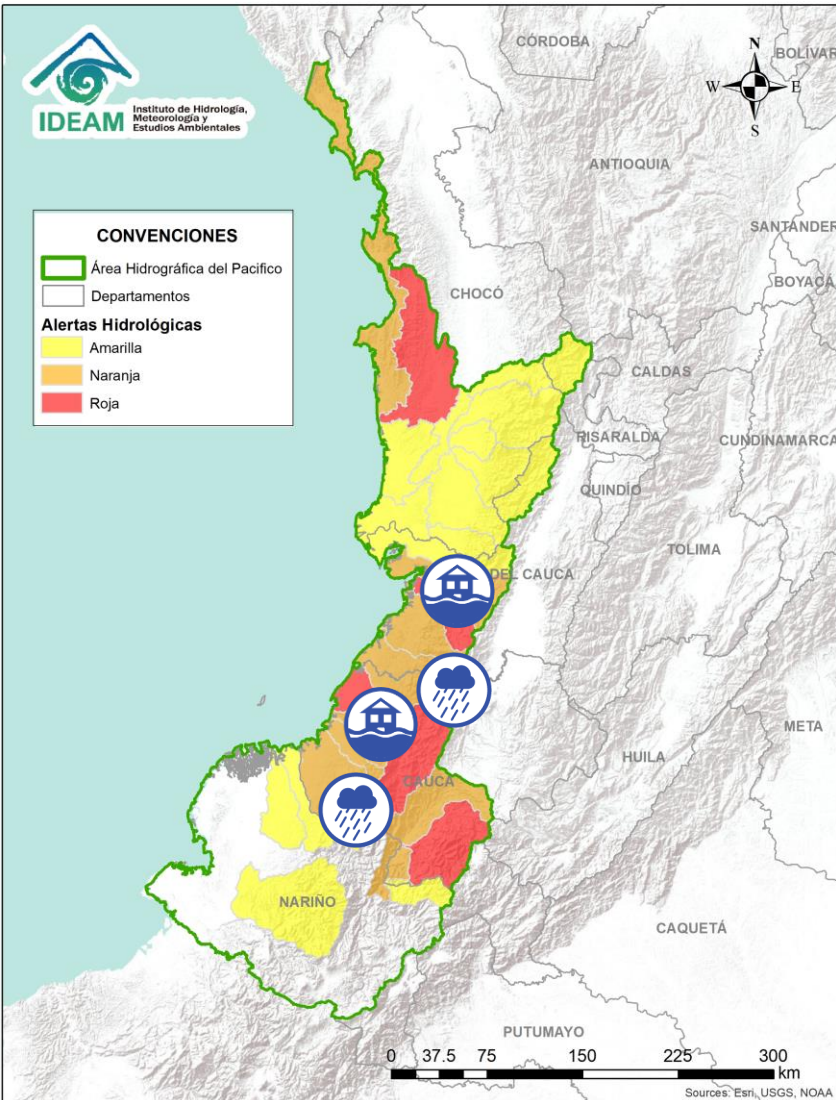 IDEAM
Instituto de Hidrología,
Meteorología y
Estudios Ambientales
N
W
E
S
CÓRDOBA
BOLÍVAR
ANTIOQUIA
SANTANDER
BOYACÁ
CHOCÓ
CALDAS
RISARALDA
CUNDINAMARCA
QUINDÍO
TOLIMA
DEL CAUCA
META
HUILA
CAUCA
NARIÑO
CAQUETÁ
PUTUMAYO
CONVENCIONES
Área Hidrográfica del Pacifico
Departamentos
Alertas Hidrológicas
Amarilla
Naranja
Roja
0 37.5 75 150 225 300
km
Sources: Esri, USGS, NOAA